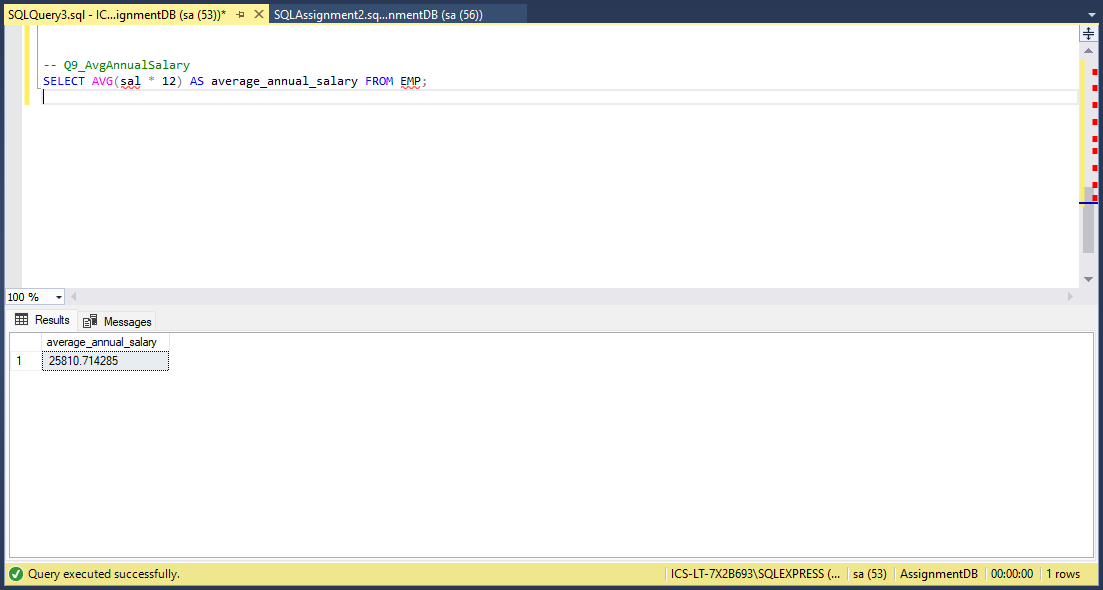 SQLQuery3.sql - IC...ignmentDB (sa (53))* SQLAssignment2.sq...nmentDB (sa (56))
-- Q9_AvgAnnualSalary
SELECT AVG(sal * 12) AS average_annual_salary FROM EMP;
100 %
Results Messages
average_annual_salary
1 25810.714285
Query executed successfully. ICS-LT-7X2B693\SQLEXPRESS (... sa (53) AssignmentDB 00:00:00 1 rows